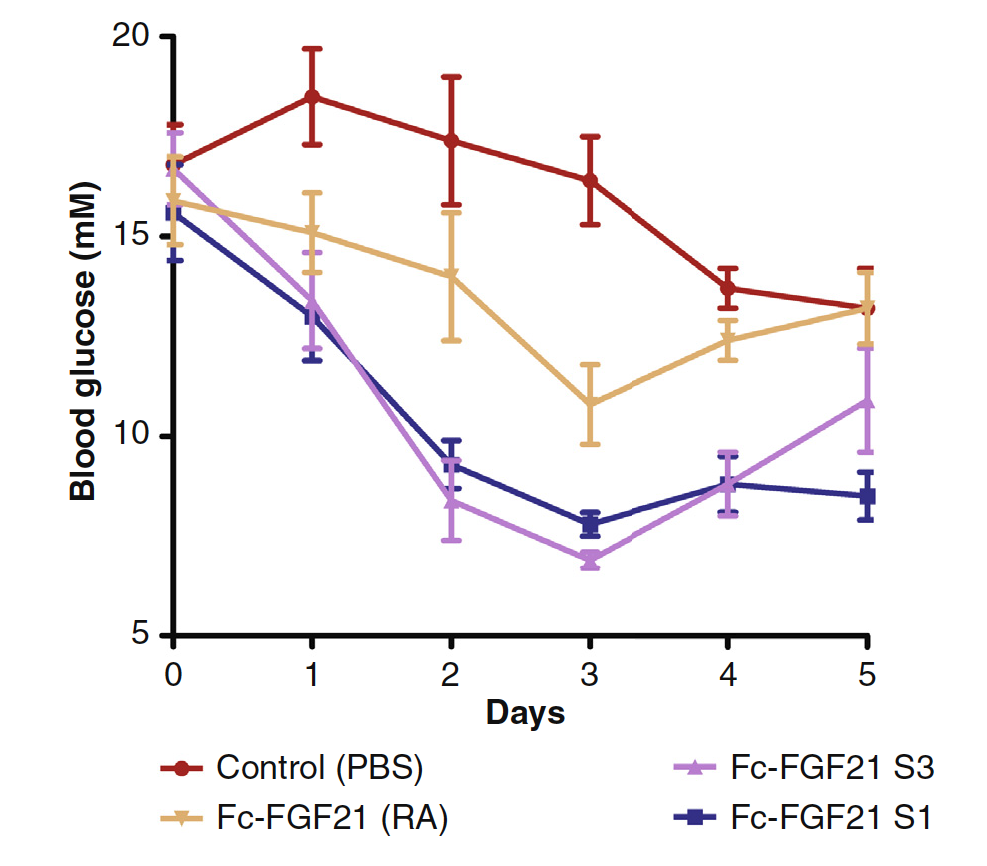 20
15
10
5
Blood glucose (mM)
0 1 2 3 4 5
Days
Control (PBS)
Fc-FGF21 (RA)
Fc-FGF21 S3
Fc-FGF21 S1